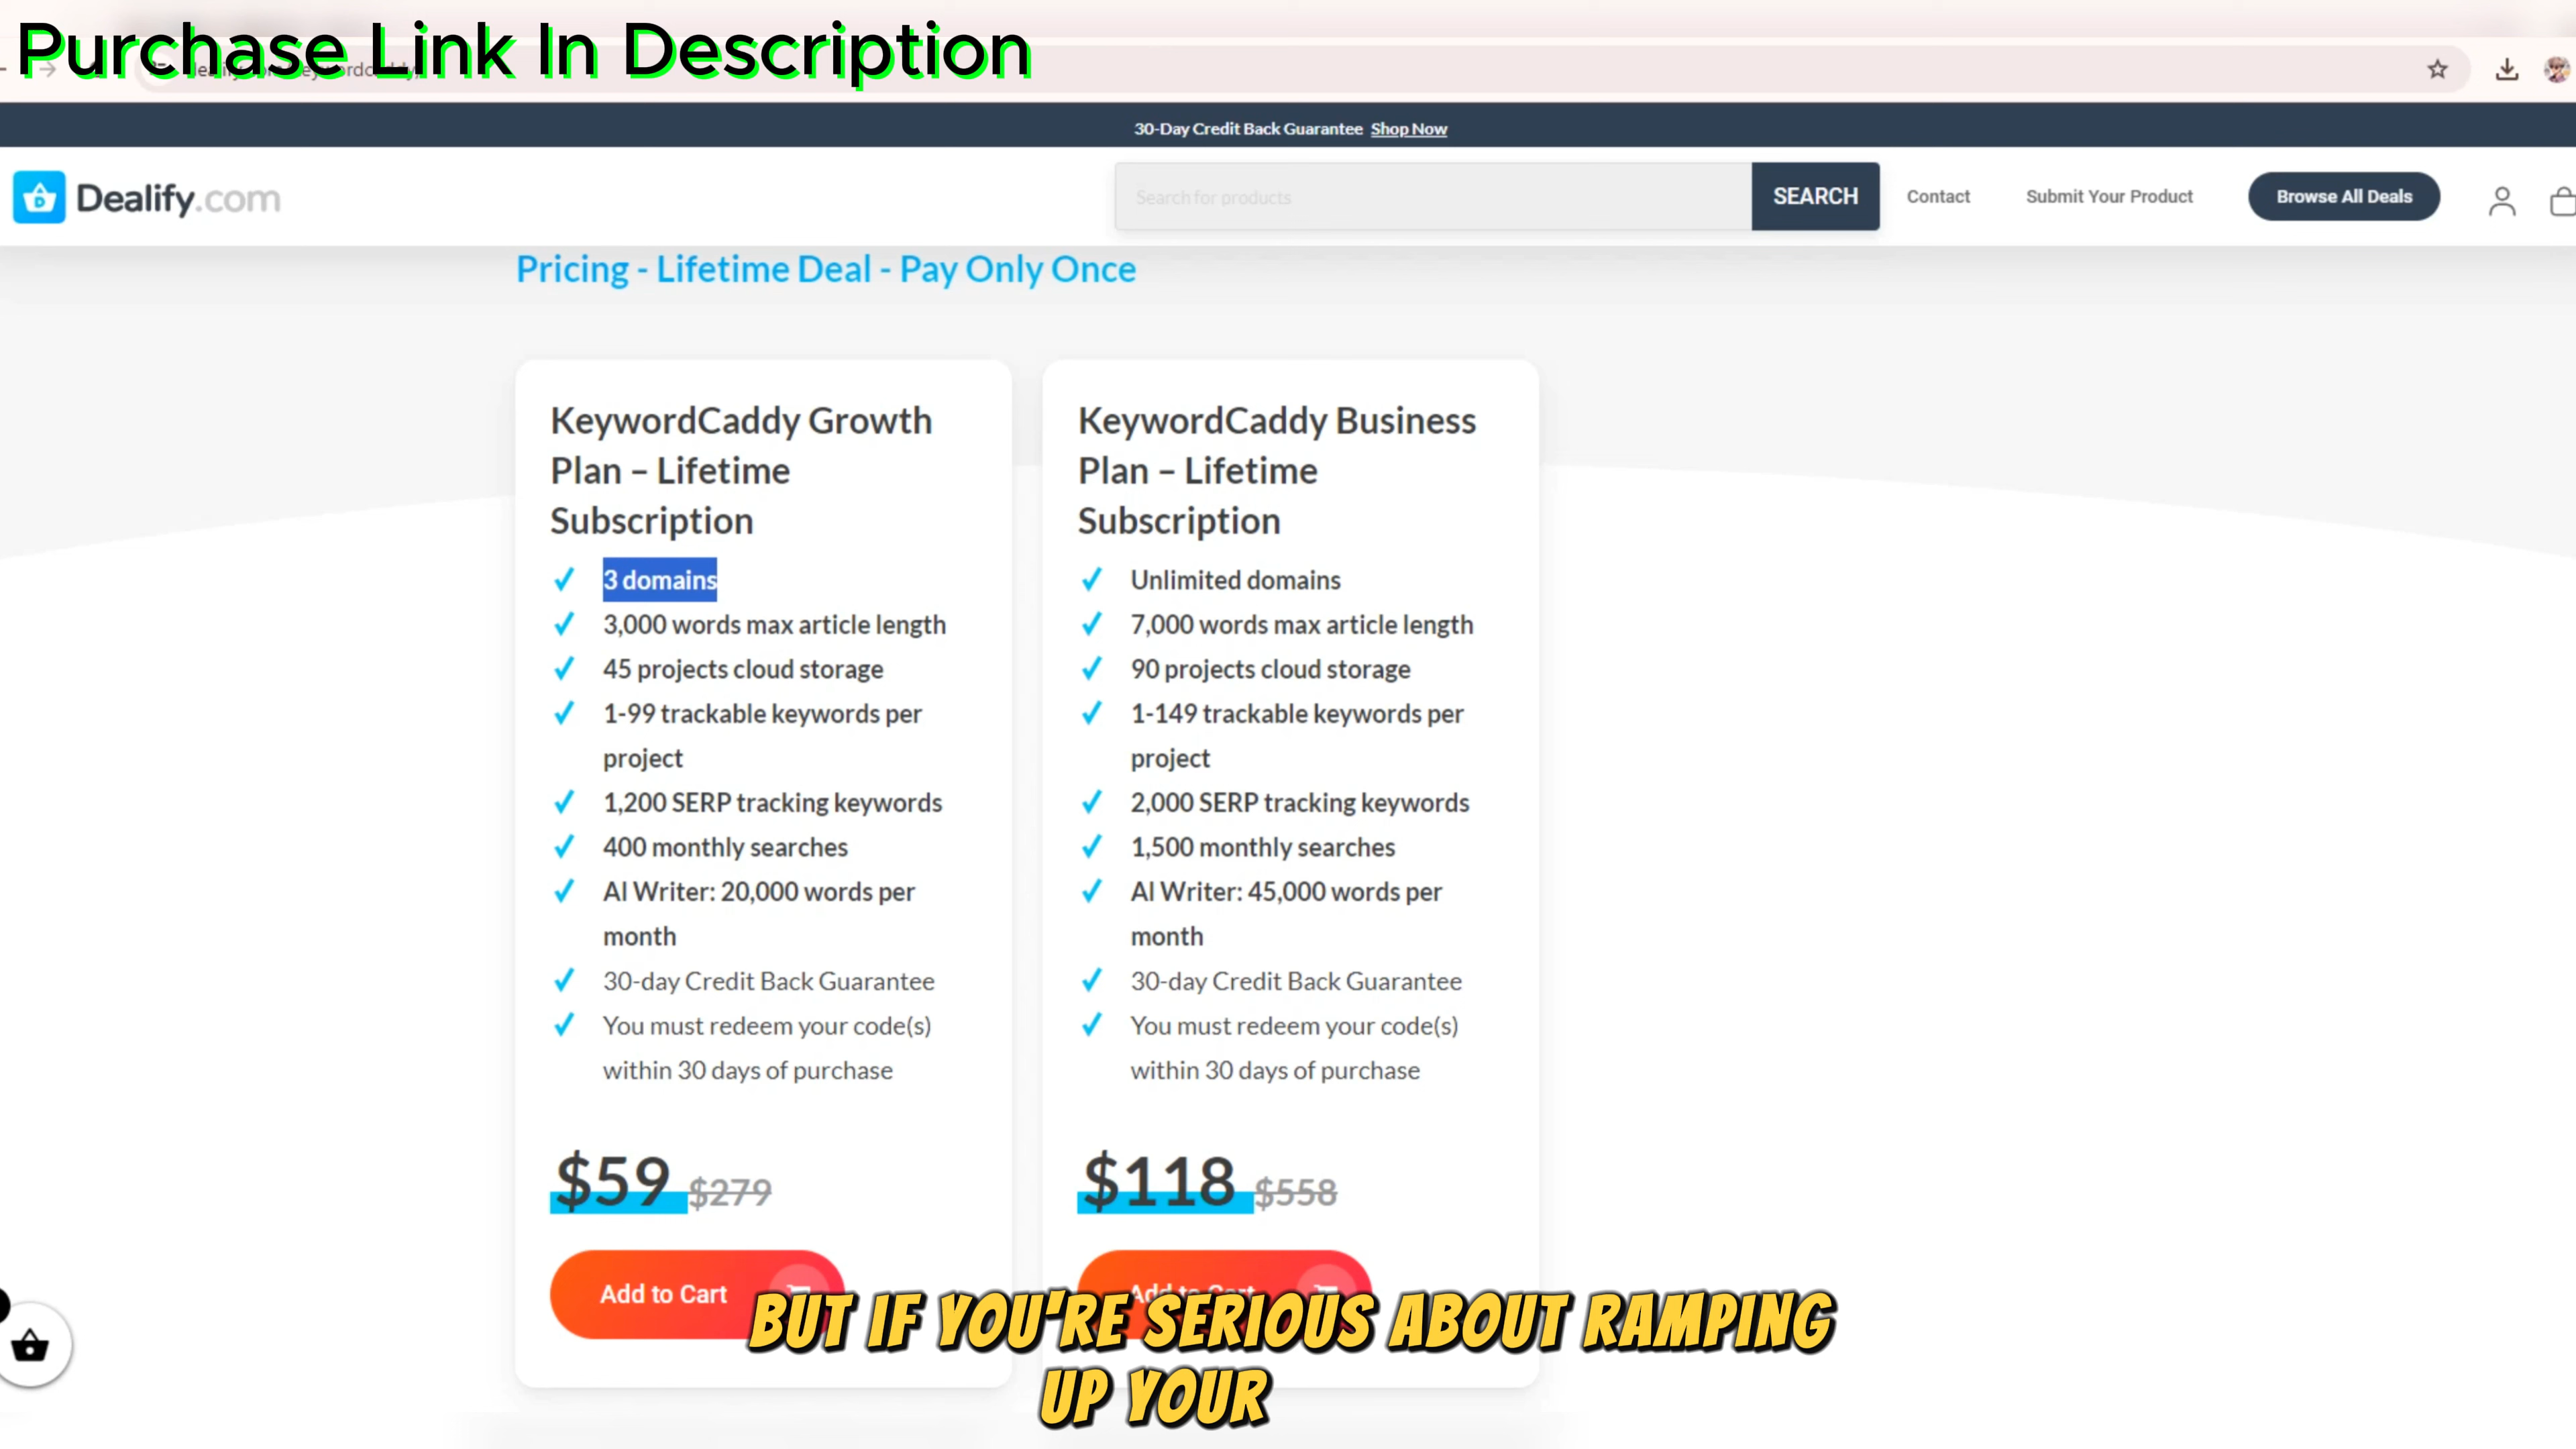 Purchase Link In Description
30-Day Credit Back Guarantee Shop Now
Dealify.com
Search for products
SEARCH
Contact
Submit Your Product
Browse All Deals
Pricing - Lifetime Deal - Pay Only Once
KeywordCaddy Growth
Plan – Lifetime
Subscription
3 domains
3,000 words max article length
45 projects cloud storage
1-99 trackable keywords per
project
1,200 SERP tracking keywords
400 monthly searches
AI Writer: 20,000 words per
month
30-day Credit Back Guarantee
You must redeem your code(s)
within 30 days of purchase
$59 $279
Add to Cart
KeywordCaddy Business
Plan – Lifetime
Subscription
Unlimited domains
7,000 words max article length
90 projects cloud storage
1-149 trackable keywords per
project
2,000 SERP tracking keywords
1,500 monthly searches
AI Writer: 45,000 words per
month
30-day Credit Back Guarantee
You must redeem your code(s)
within 30 days of purchase
$118 $558
Add to Cart
BUT IF YOU'RE SERIOUS ABOUT RAMPING
UP YOUR